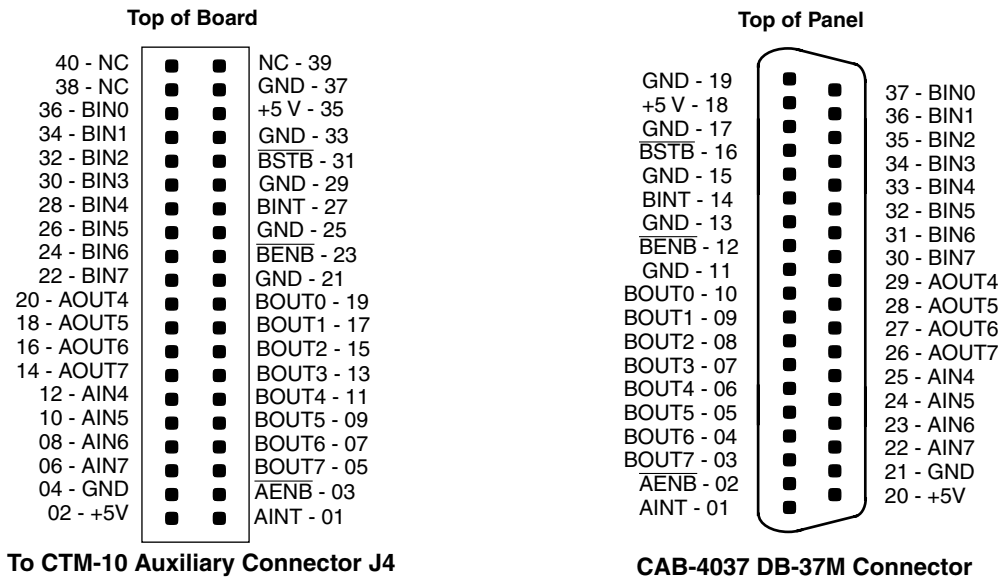 Top of Board
40 - NC
38 - NC
36 - BIN0
34 - BIN1
32 - BIN2
30 - BIN3
28 - BIN4
26 - BIN5
24 - BIN6
22 - BIN7
20 - AOUT4
18 - AOUT5
16 - AOUT6
14 - AOUT7
12 - AIN4
10 - AIN5
08 - AIN6
06 - AIN7
04 - GND
02 - +5V
NC - 39
GND - 37
+5 V - 35
GND - 33
B̅S̅T̅B̅ - 31
GND - 29
BINT - 27
GND - 25
B̅E̅N̅B̅ - 23
GND - 21
BOUT0 - 19
BOUT1 - 17
BOUT2 - 15
BOUT3 - 13
BOUT4 - 11
BOUT5 - 09
BOUT6 - 07
BOUT7 - 05
A̅E̅N̅B̅ - 03
AINT - 01
To CTM-10 Auxiliary Connector J4
Top of Panel
GND - 19
+5 V - 18
GND - 17
B̅S̅T̅B̅ - 16
GND - 15
BINT - 14
GND - 13
B̅E̅N̅B̅ - 12
GND - 11
BOUT0 - 10
BOUT1 - 09
BOUT2 - 08
BOUT3 - 07
BOUT4 - 06
BOUT5 - 05
BOUT6 - 04
BOUT7 - 03
A̅E̅N̅B̅ - 02
AINT - 01
37 - BIN0
36 - BIN1
35 - BIN2
34 - BIN3
33 - BIN4
32 - BIN5
31 - BIN6
30 - BIN7
29 - AOUT4
28 - AOUT5
27 - AOUT6
26 - AOUT7
25 - AIN4
24 - AIN5
23 - AIN6
22 - AIN7
21 - GND
20 - +5V
CAB-4037 DB-37M Connector